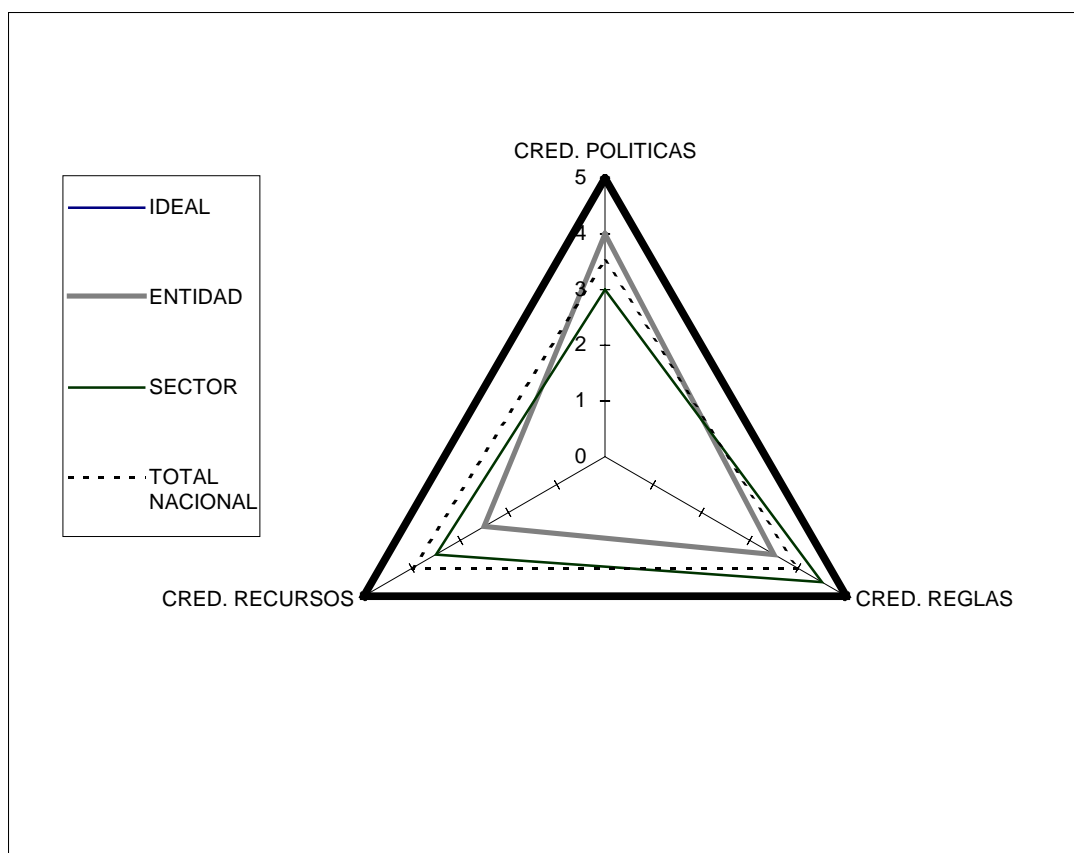 CRED. POLITICAS
5
4
3
2
1
0
IDEAL
ENTIDAD
SECTOR
TOTAL
NACIONAL
CRED. RECURSOS
CRED. REGLAS